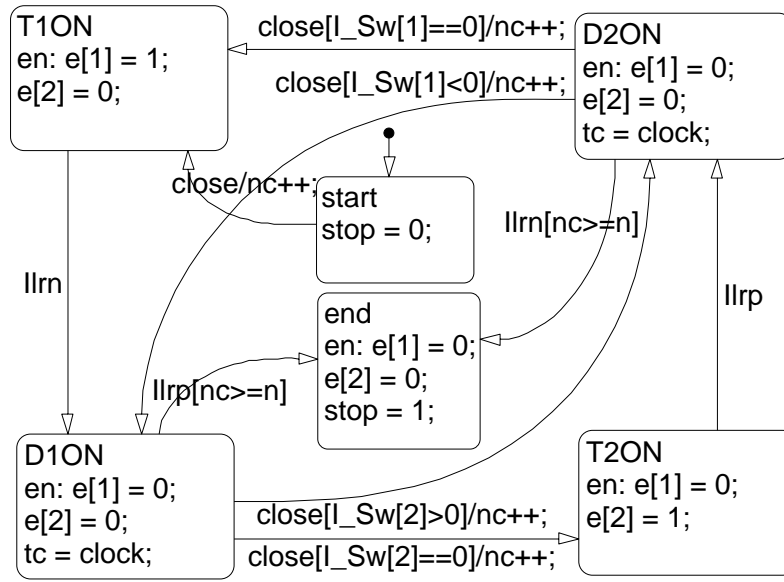 T1ON
en: e[1] = 1;
e[2] = 0;
close[I_Sw[1]==0]/nc++;
close[I_Sw[1]<0]/nc++;
D2ON
en: e[1] = 0;
e[2] = 0;
tc = clock;
close/nc++;
start
stop = 0;
Ilrn[nc>=n]
Ilrn
Ilrp
end
en: e[1] = 0;
e[2] = 0;
stop = 1;
Ilrp[nc>=n]
D1ON
en: e[1] = 0;
e[2] = 0;
tc = clock;
close[I_Sw[2]>0]/nc++;
close[I_Sw[2]==0]/nc++;
T2ON
en: e[1] = 0;
e[2] = 1;